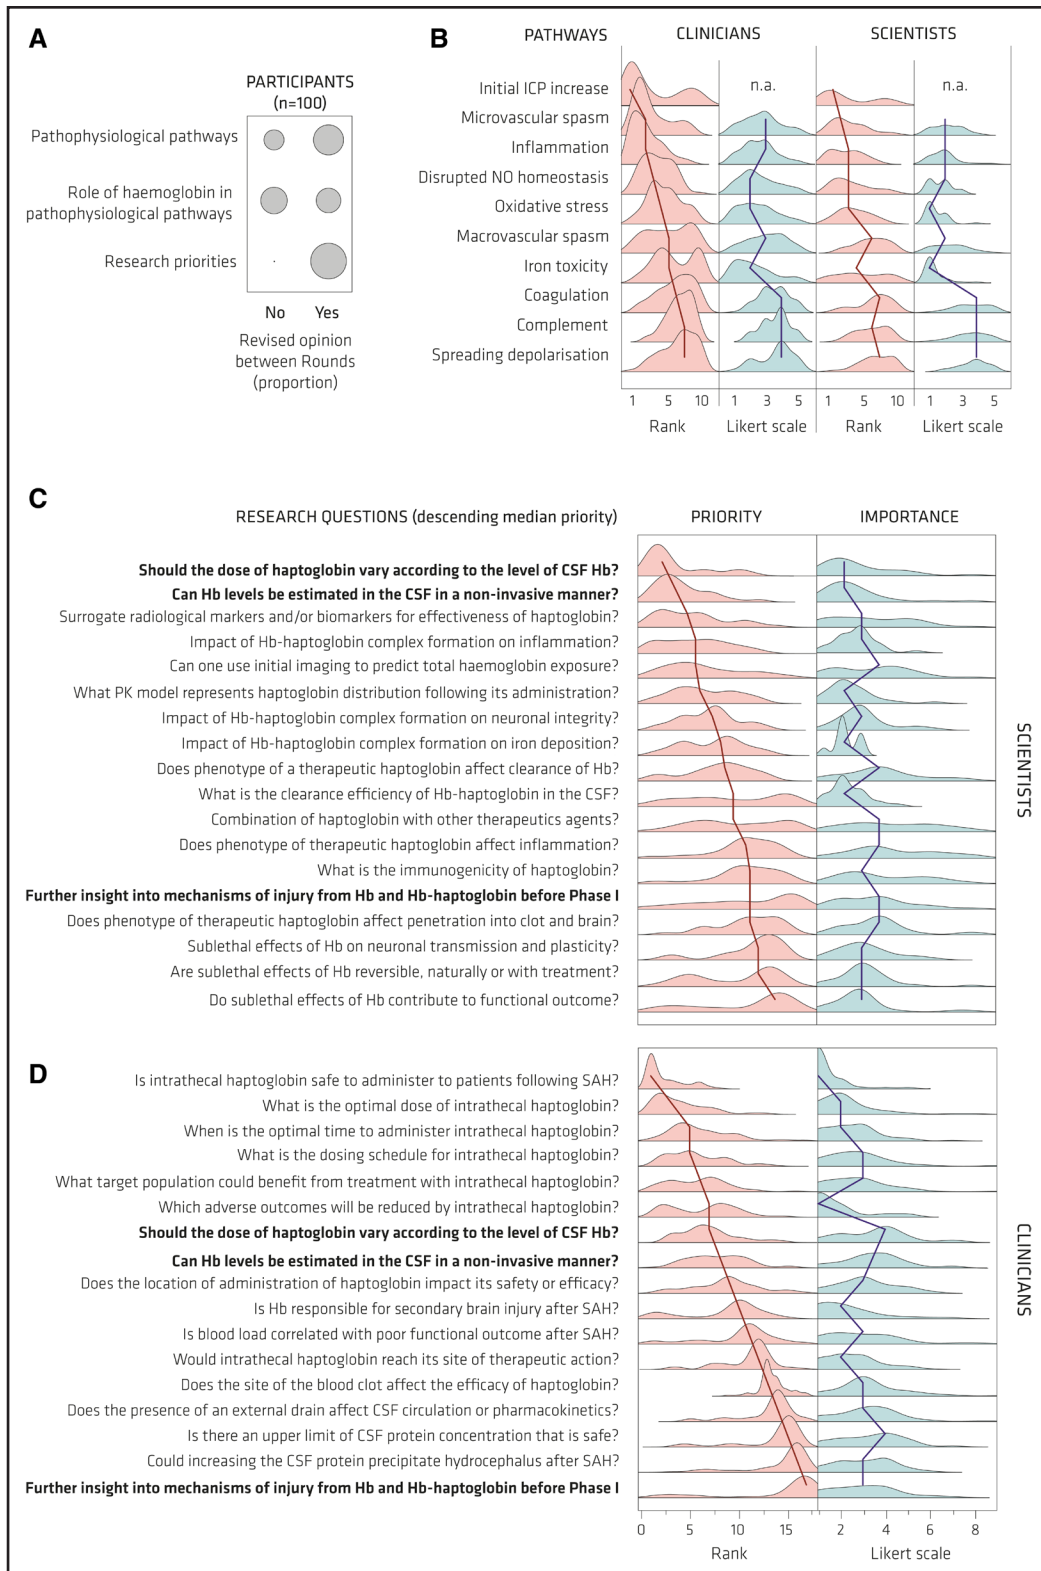 A
PARTICIPANTS
(n=100)
Pathophysiological pathways
Role of haemoglobin in
pathophysiological pathways
Research priorities
No Yes
Revised opinion
between Rounds
(proportion)
B
PATHWAYS CLINICIANS SCIENTISTS
Initial ICP increase n.a. n.a.
Microvascular spasm
Inflammation
Disrupted NO homeostasis
Oxidative stress
Macrovascular spasm
Iron toxicity
Coagulation
Complement
Spreading depolarisation
1 5 10 1 3 5 1 5 10 1 3 5
Rank Likert scale Rank Likert scale
C
RESEARCH QUESTIONS (descending median priority) PRIORITY IMPORTANCE
Should the dose of haptoglobin vary according to the level of CSF Hb?
Can Hb levels be estimated in the CSF in a non-invasive manner?
Surrogate radiological markers and/or biomarkers for effectiveness of haptoglobin?
Impact of Hb-haptoglobin complex formation on inflammation?
Can one use initial imaging to predict total haemoglobin exposure?
What PK model represents haptoglobin distribution following its administration?
Impact of Hb-haptoglobin complex formation on neuronal integrity?
Impact of Hb-haptoglobin complex formation on iron deposition?
Does phenotype of a therapeutic haptoglobin affect clearance of Hb?
What is the clearance efficiency of Hb-haptoglobin in the CSF?
Combination of haptoglobin with other therapeutics agents?
Does phenotype of therapeutic haptoglobin affect inflammation?
What is the immunogenicity of haptoglobin?
Further insight into mechanisms of injury from Hb and Hb-haptoglobin before Phase I
Does phenotype of therapeutic haptoglobin affect penetration into clot and brain?
Sublethal effects of Hb on neuronal transmission and plasticity?
Are sublethal effects of Hb reversible, naturally or with treatment?
Do sublethal effects of Hb contribute to functional outcome?
SCIENTISTS
D
Is intrathecal haptoglobin safe to administer to patients following SAH?
What is the optimal dose of intrathecal haptoglobin?
When is the optimal time to administer intrathecal haptoglobin?
What is the dosing schedule for intrathecal haptoglobin?
What target population could benefit from treatment with intrathecal haptoglobin?
Which adverse outcomes will be reduced by intrathecal haptoglobin?
Should the dose of haptoglobin vary according to the level of CSF Hb?
Can Hb levels be estimated in the CSF in a non-invasive manner?
Does the location of administration of haptoglobin impact its safety or efficacy?
Is Hb responsible for secondary brain injury after SAH?
Is blood load correlated with poor functional outcome after SAH?
Would intrathecal haptoglobin reach its site of therapeutic action?
Does the site of the blood clot affect the efficacy of haptoglobin?
Does the presence of an external drain affect CSF circulation or pharmacokinetics?
Is there an upper limit of CSF protein concentration that is safe?
Could increasing the CSF protein precipitate hydrocephalus after SAH?
Further insight into mechanisms of injury from Hb and Hb-haptoglobin before Phase I
CLINICIANS
0 5 10 15 2 4 6 8
Rank Likert scale